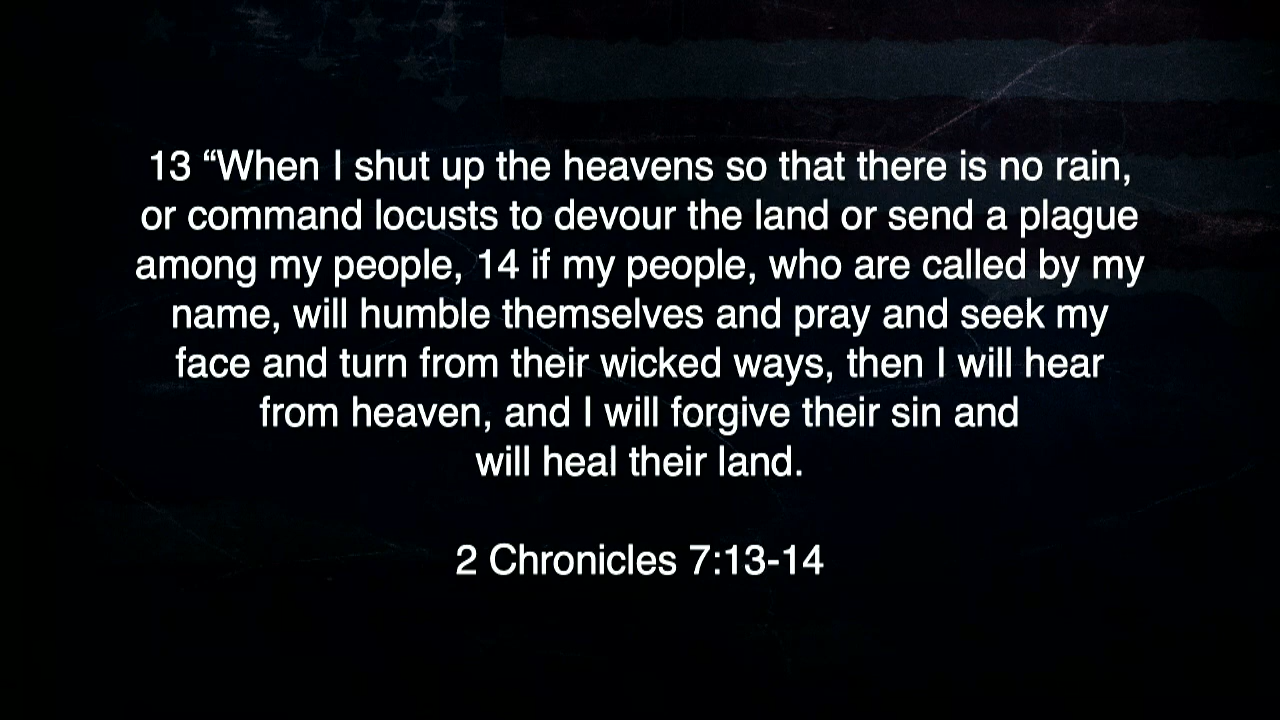 13 “When I shut up the heavens so that there is no rain,
or command locusts to devour the land or send a plague
among my people, 14 if my people, who are called by my
name, will humble themselves and pray and seek my
face and turn from their wicked ways, then I will hear
from heaven, and I will forgive their sin and
will heal their land.
2 Chronicles 7:13-14